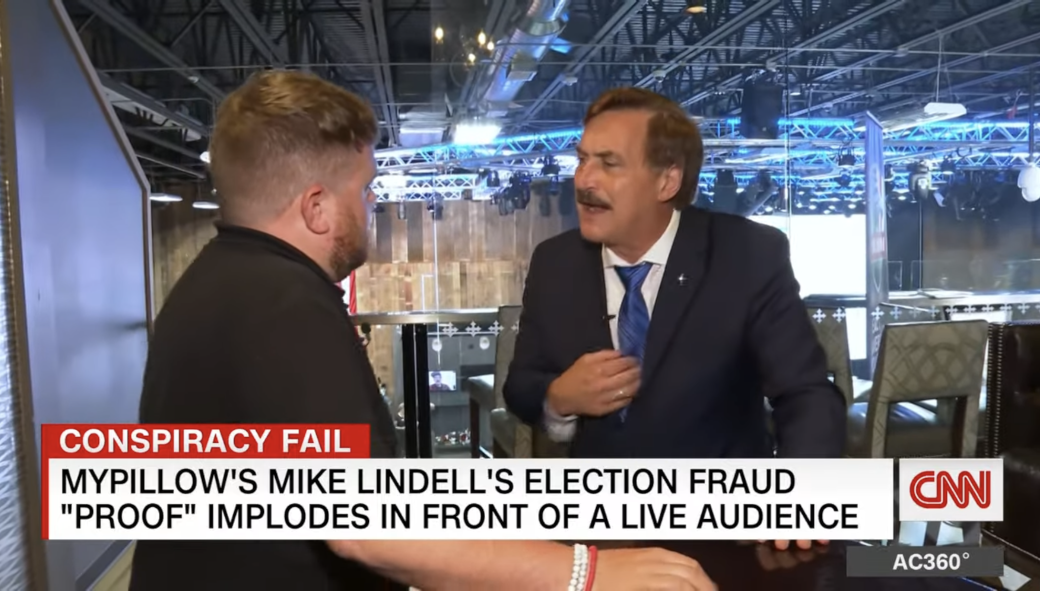 CONSPIRACY FAIL
MYPILLOW'S MIKE LINDELL'S ELECTION FRAUD
"PROOF" IMPLODES IN FRONT OF A LIVE AUDIENCE
CNN
AC360°